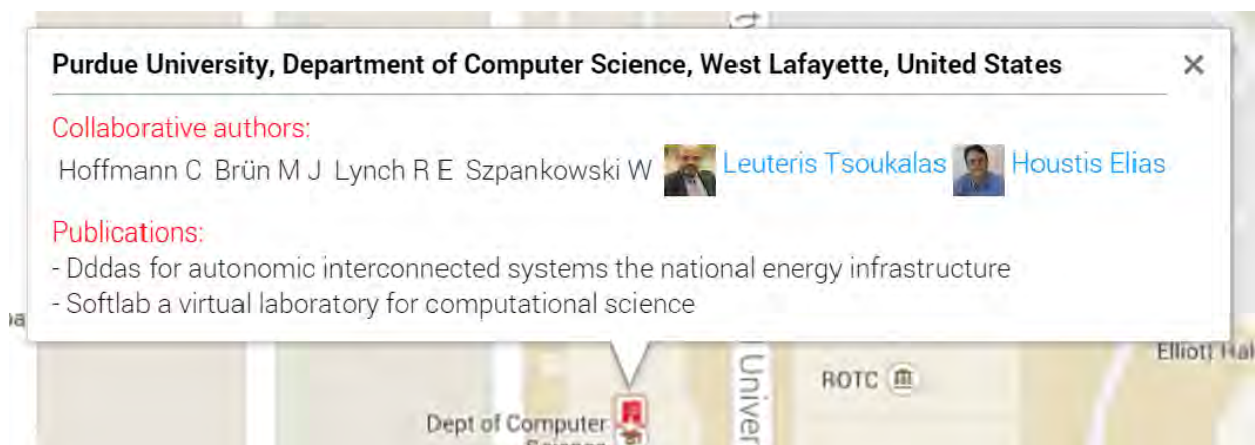 Purdue University, Department of Computer Science, West Lafayette, United States
Collaborative authors:
Hoffmann C Brün M J Lynch R E Szpankowski W Leuteris Tsoukalas Houstis Elias
Publications:
- Dddas for autonomic interconnected systems the national energy infrastructure
- Softlab a virtual laboratory for computational science
Elliott Hal
ROTC
Univer
Dept of Computer
Science